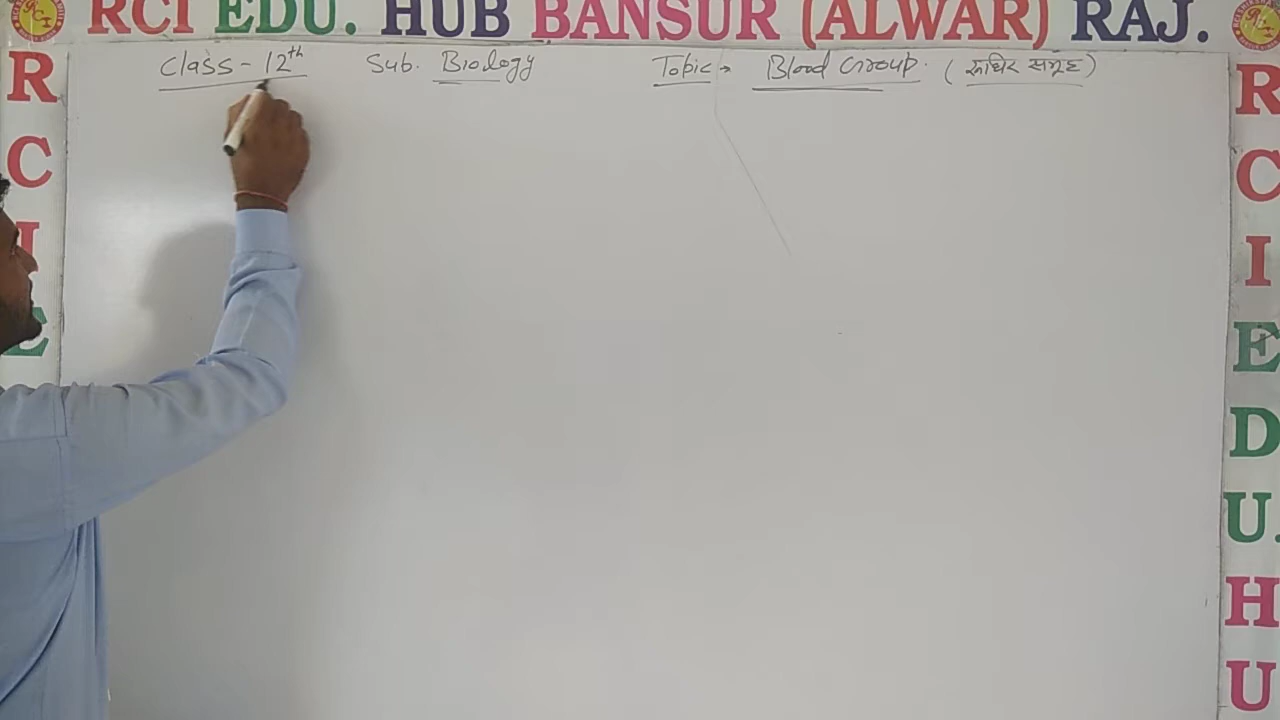 RCI EDU. HUB BANSUR (ALWAR) RAJ.
Class - 12th Sub. Biology Topic → Blood Group. (रूधिर समूह)
R
C
I
E
R
C
I
E
D
U.
H
U